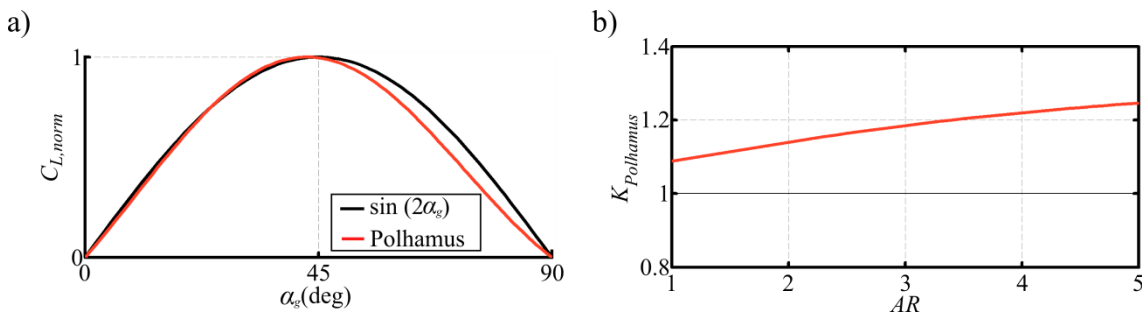 a)
1
C_{L,norm}
sin (2α_g)
Polhamus
0
0
45
90
α_g(deg)
b)
1.4
1.2
1
0.8
K_{Polhamus}
1
2
3
4
5
AR